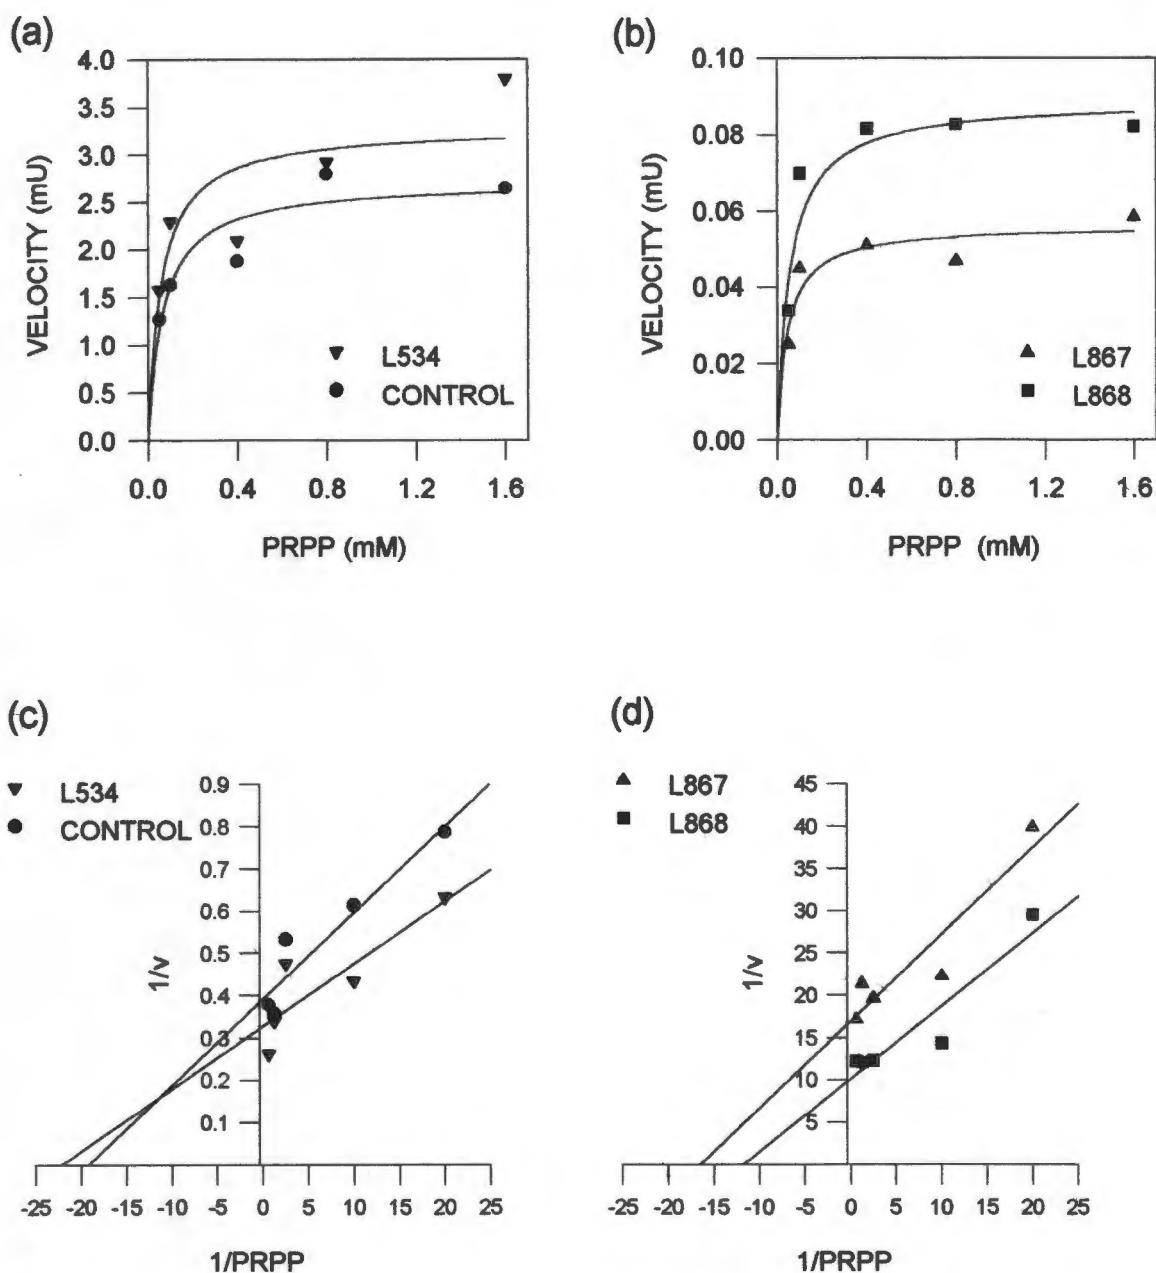 (a)
4.0
3.5
3.0
2.5
2.0
1.5
1.0
0.5
0.0
VELOCITY (mU)
L534
CONTROL
0.0 0.4 0.8 1.2 1.6
PRPP (mM)
(b)
0.10
0.08
0.06
0.04
0.02
0.00
VELOCITY (mU)
L867
L868
0.0 0.4 0.8 1.2 1.6
PRPP (mM)
(c)
L534
CONTROL
0.9
0.8
0.7
0.6
0.5
0.4
0.3
0.2
0.1
1/v
-25 -20 -15 -10 -5 0 5 10 15 20 25
1/PRPP
(d)
L867
L868
45
40
35
30
25
20
15
10
5
1/v
-25 -20 -15 -10 -5 0 5 10 15 20 25
1/PRPP